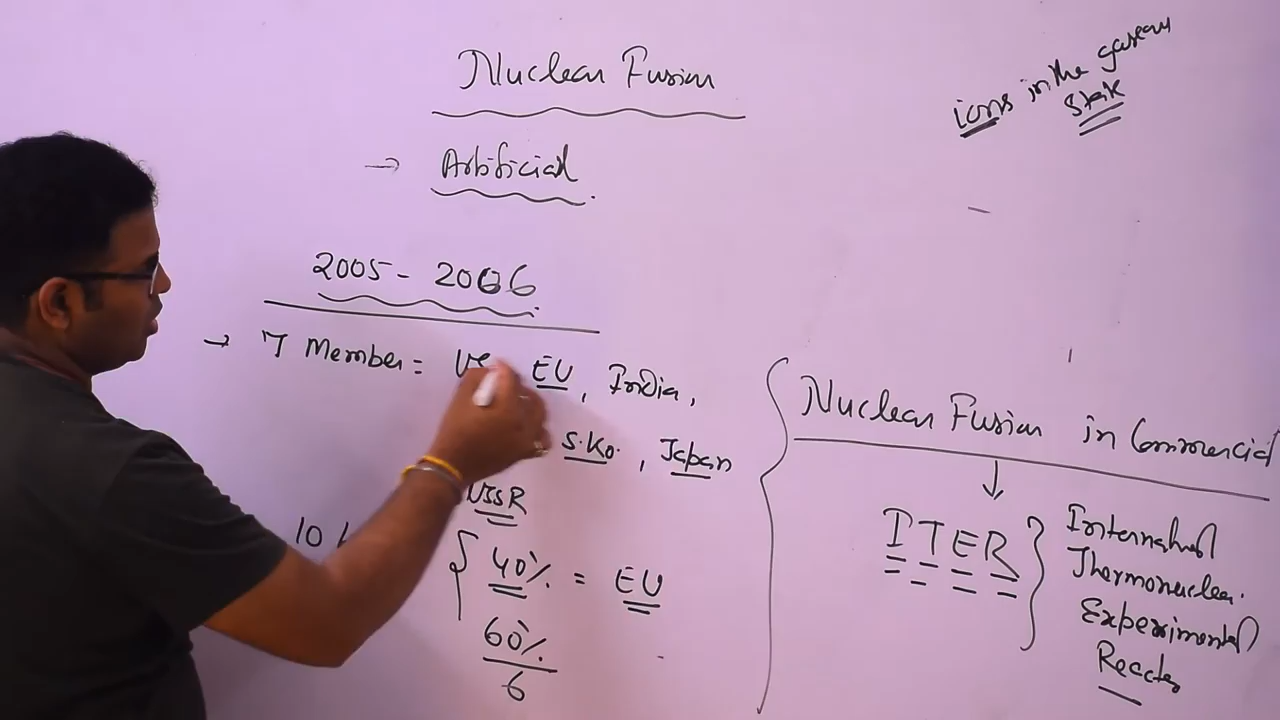 Nuclear Fusion
→ Artificial
2005 - 2006
→ 7 Member = US EU, India,
S.Ko., Japan
USSR
10
40% = EU
60%
6
ions in the gaseous
State
Nuclear Fusion in Commercial
↓
ITER } International
Thermonuclear
Experimental
Reactor